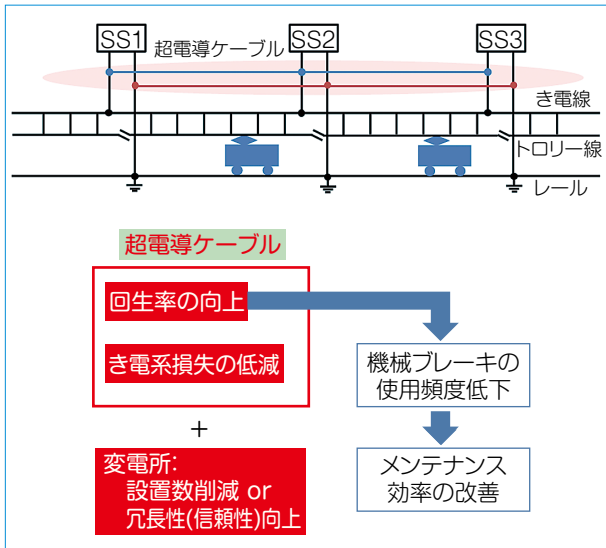 SS1 SS2 SS3
超電導ケーブル
き電線
トロリー線
レール
超電導ケーブル
回生率の向上
き電系損失の低減
機械ブレーキの
使用頻度低下
+
変電所:
設置数削減 or
冗長性(信頼性)向上
メンテナンス
効率の改善